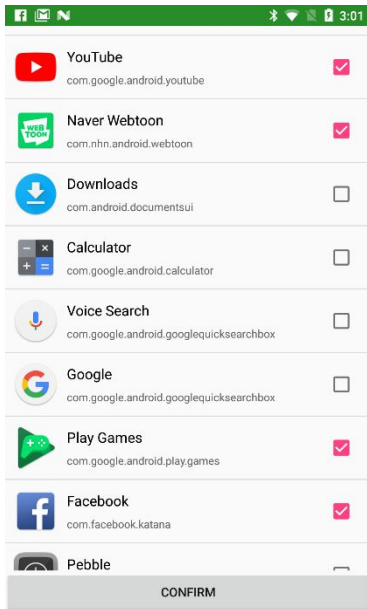 3:01
YouTube
com.google.android.youtube
WEB
TOON
Naver Webtoon
com.nhn.android.webtoon
Downloads
com.android.documentsui
Calculator
com.google.android.calculator
Voice Search
com.google.android.googlequicksearchbox
Google
com.google.android.googlequicksearchbox
Play Games
com.google.android.play.games
Facebook
com.facebook.katana
Pebble
CONFIRM